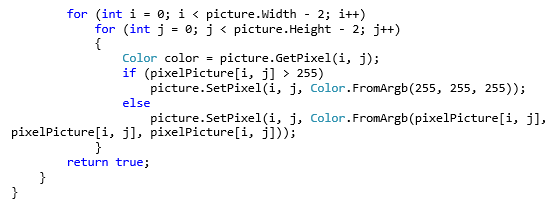 for (int i = 0; i < picture.Width - 2; i++)
for (int j = 0; j < picture.Height - 2; j++)
{
Color color = picture.GetPixel(i, j);
if (pixelPicture[i, j] > 255)
picture.SetPixel(i, j, Color.FromArgb(255, 255, 255));
else
picture.SetPixel(i, j, Color.FromArgb(pixelPicture[i, j],
pixelPicture[i, j], pixelPicture[i, j]));
}
return true;
}
}